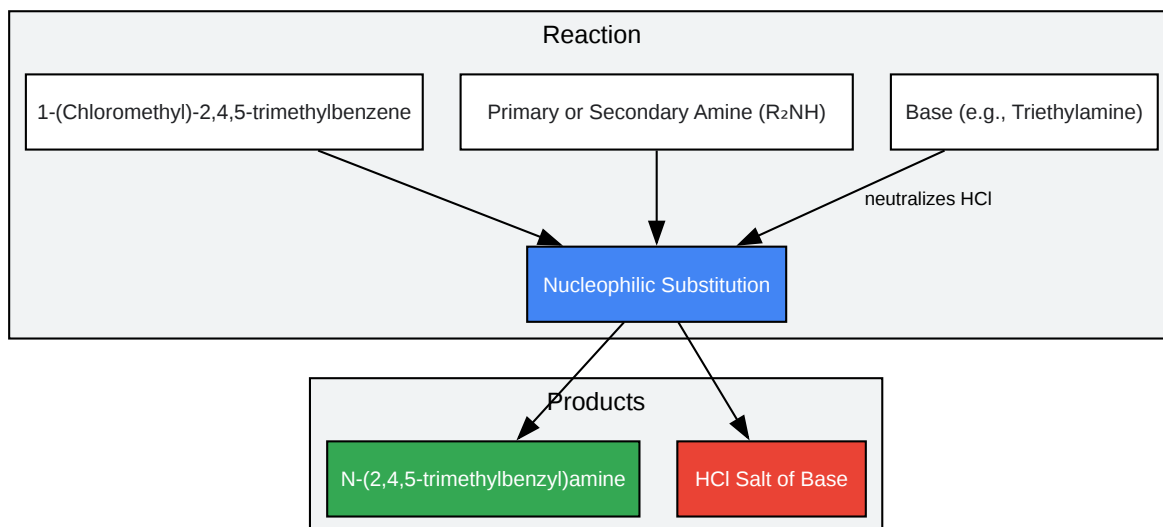 Reaction
1-(Chloromethyl)-2,4,5-trimethylbenzene
Primary or Secondary Amine (R₂NH)
Base (e.g., Triethylamine)
neutralizes HCl
Nucleophilic Substitution
Products
N-(2,4,5-trimethylbenzyl)amine
HCl Salt of Base